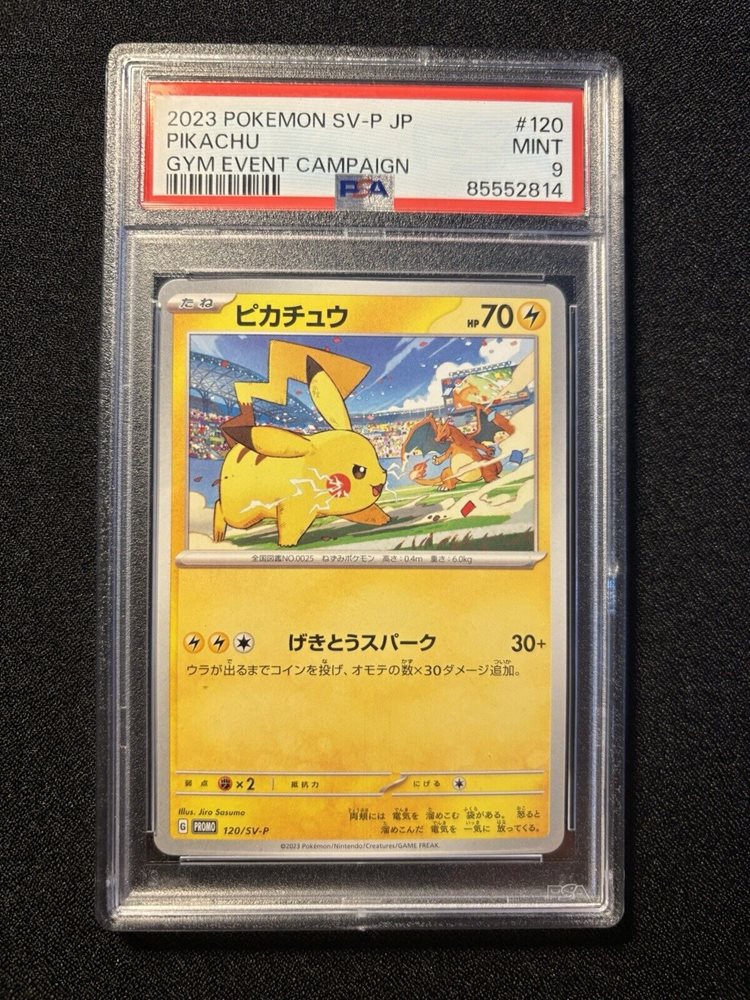 2023 POKEMON SV-P JP #120
PIKACHU MINT
GYM EVENT CAMPAIGN 9
PSA 85552814
たね ピカチュウ HP70
全国図鑑NO.0025 ねずみポケモン 高さ:0.4m 重さ:6.0kg
げきとうスパーク 30+
ウラが出るまでコインを投げ、オモテの数×30ダメージ追加。
弱点 ×2 抵抗力 にげる
Illus. Jiro Sasumo
両頬には 電気を 溜めこむ 袋がある。怒ると
溜めこんだ 電気を 一気に 放ってくる。
G PROMO 120/SV-P
©2023 Pokémon/Nintendo/Creatures/GAME FREAK.
PSA